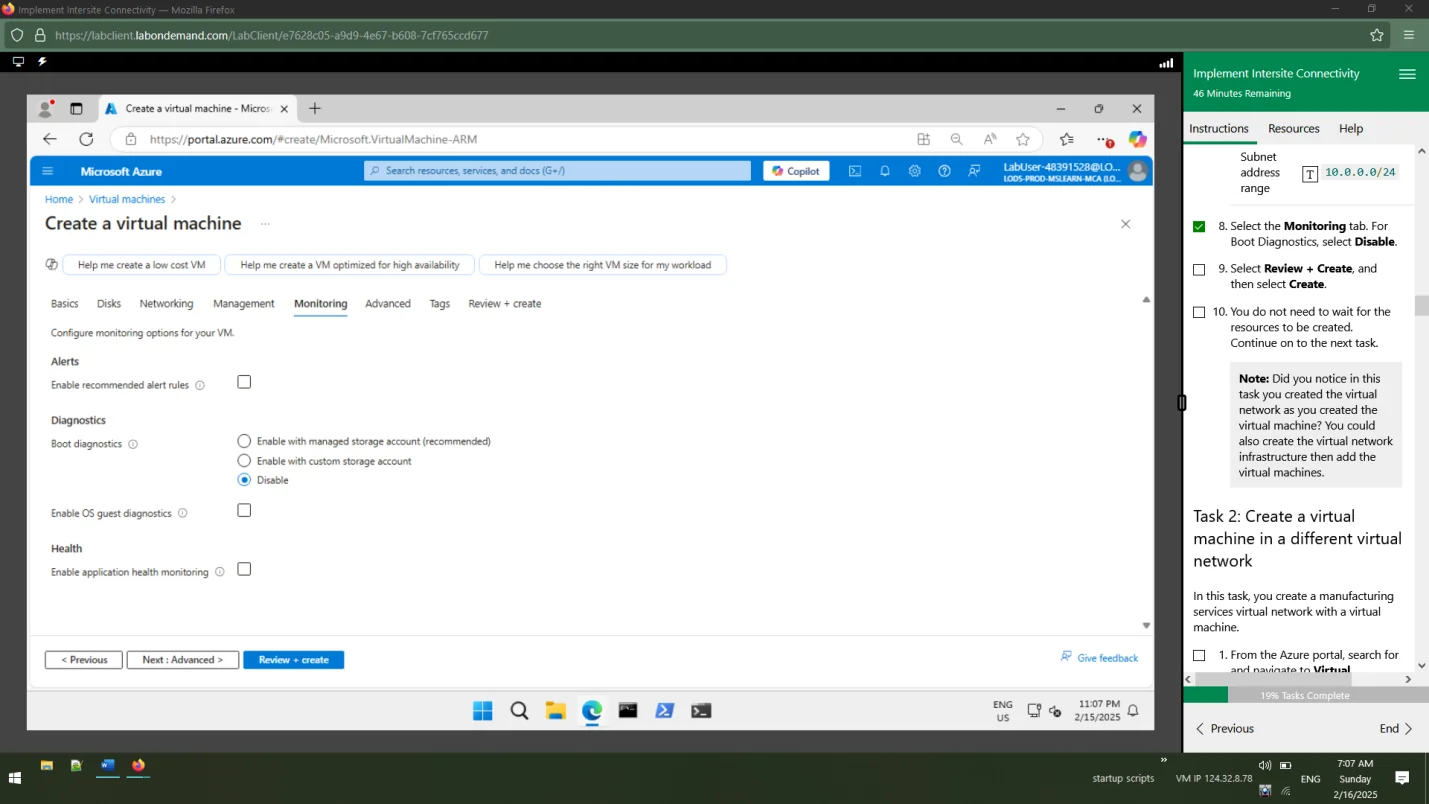 Implement Intersite Connectivity — Mozilla Firefox
https://labclient.labondemand.com/LabClient/e7628c05-a9d9-4e67-b608-7cf765ccd677
Create a virtual machine - Micros
https://portal.azure.com/#create/Microsoft.VirtualMachine-ARM
Microsoft Azure
Search resources, services, and docs (G+/)
Copilot
LabUser-48391528@LO...
LODS-PROD-MSLEARN-MCA (LO...
Home > Virtual machines >
Create a virtual machine ...
Help me create a low cost VM
Help me create a VM optimized for high availability
Help me choose the right VM size for my workload
Basics Disks Networking Management Monitoring Advanced Tags Review + create
Configure monitoring options for your VM.
Alerts
Enable recommended alert rules
Diagnostics
Boot diagnostics
Enable with managed storage account (recommended)
Enable with custom storage account
Disable
Enable OS guest diagnostics
Health
Enable application health monitoring
< Previous
Next : Advanced >
Review + create
Give feedback
ENG
US
11:07 PM
2/15/2025
Implement Intersite Connectivity
46 Minutes Remaining
Instructions Resources Help
Subnet
address
range
T 10.0.0.0/24
8. Select the Monitoring tab. For
Boot Diagnostics, select Disable.
9. Select Review + Create, and
then select Create.
10. You do not need to wait for the
resources to be created.
Continue on to the next task.
Note: Did you notice in this
task you created the virtual
network as you created the
virtual machine? You could
also create the virtual network
infrastructure then add the
virtual machines.
Task 2: Create a virtual
machine in a different virtual
network
In this task, you create a manufacturing
services virtual network with a virtual
machine.
1. From the Azure portal, search for
and navigate to Virtual
19% Tasks Complete
< Previous
End >
startup scripts
VM IP 124.32.8.78
ENG
7:07 AM
Sunday
2/16/2025